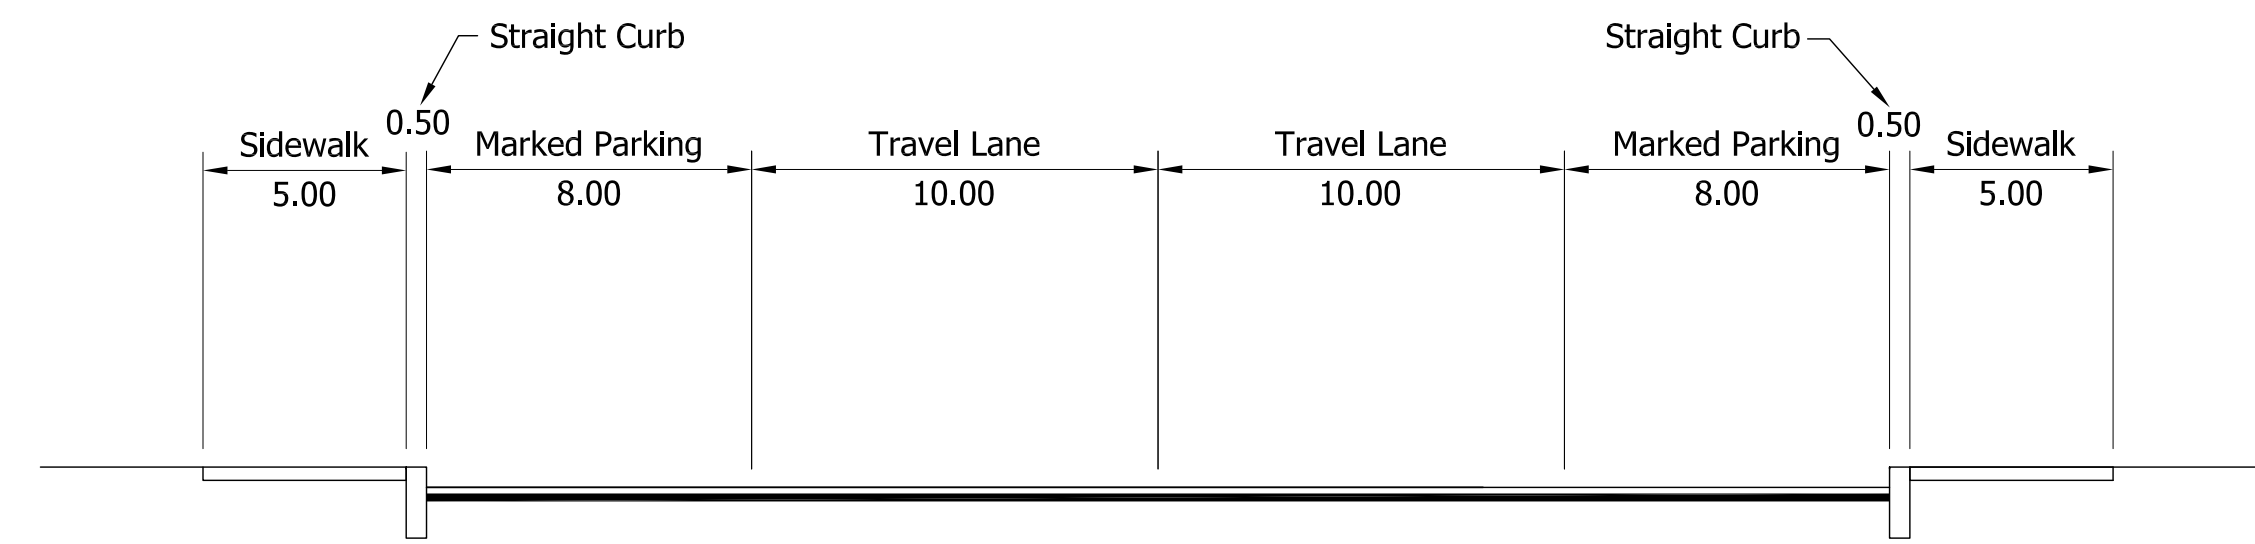 Straight Curb
Straight Curb
0.50
0.50
Sidewalk
Marked Parking
Travel Lane
Travel Lane
Marked Parking
Sidewalk
5.00
8.00
10.00
10.00
8.00
5.00